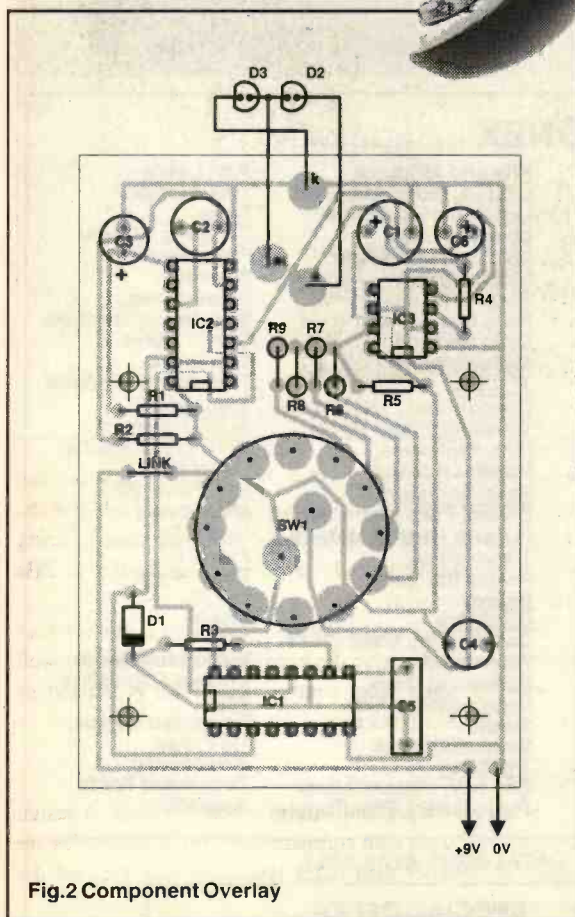 D3 D2
k
C3 C2 C1 C6
+ + +
IC2 IC3 R4
R9 R7
R8 R6 R5
R1
R2
LINK
SW1
D1 R3 C4
IC1 C5
+9V 0V
Fig.2 Component Overlay